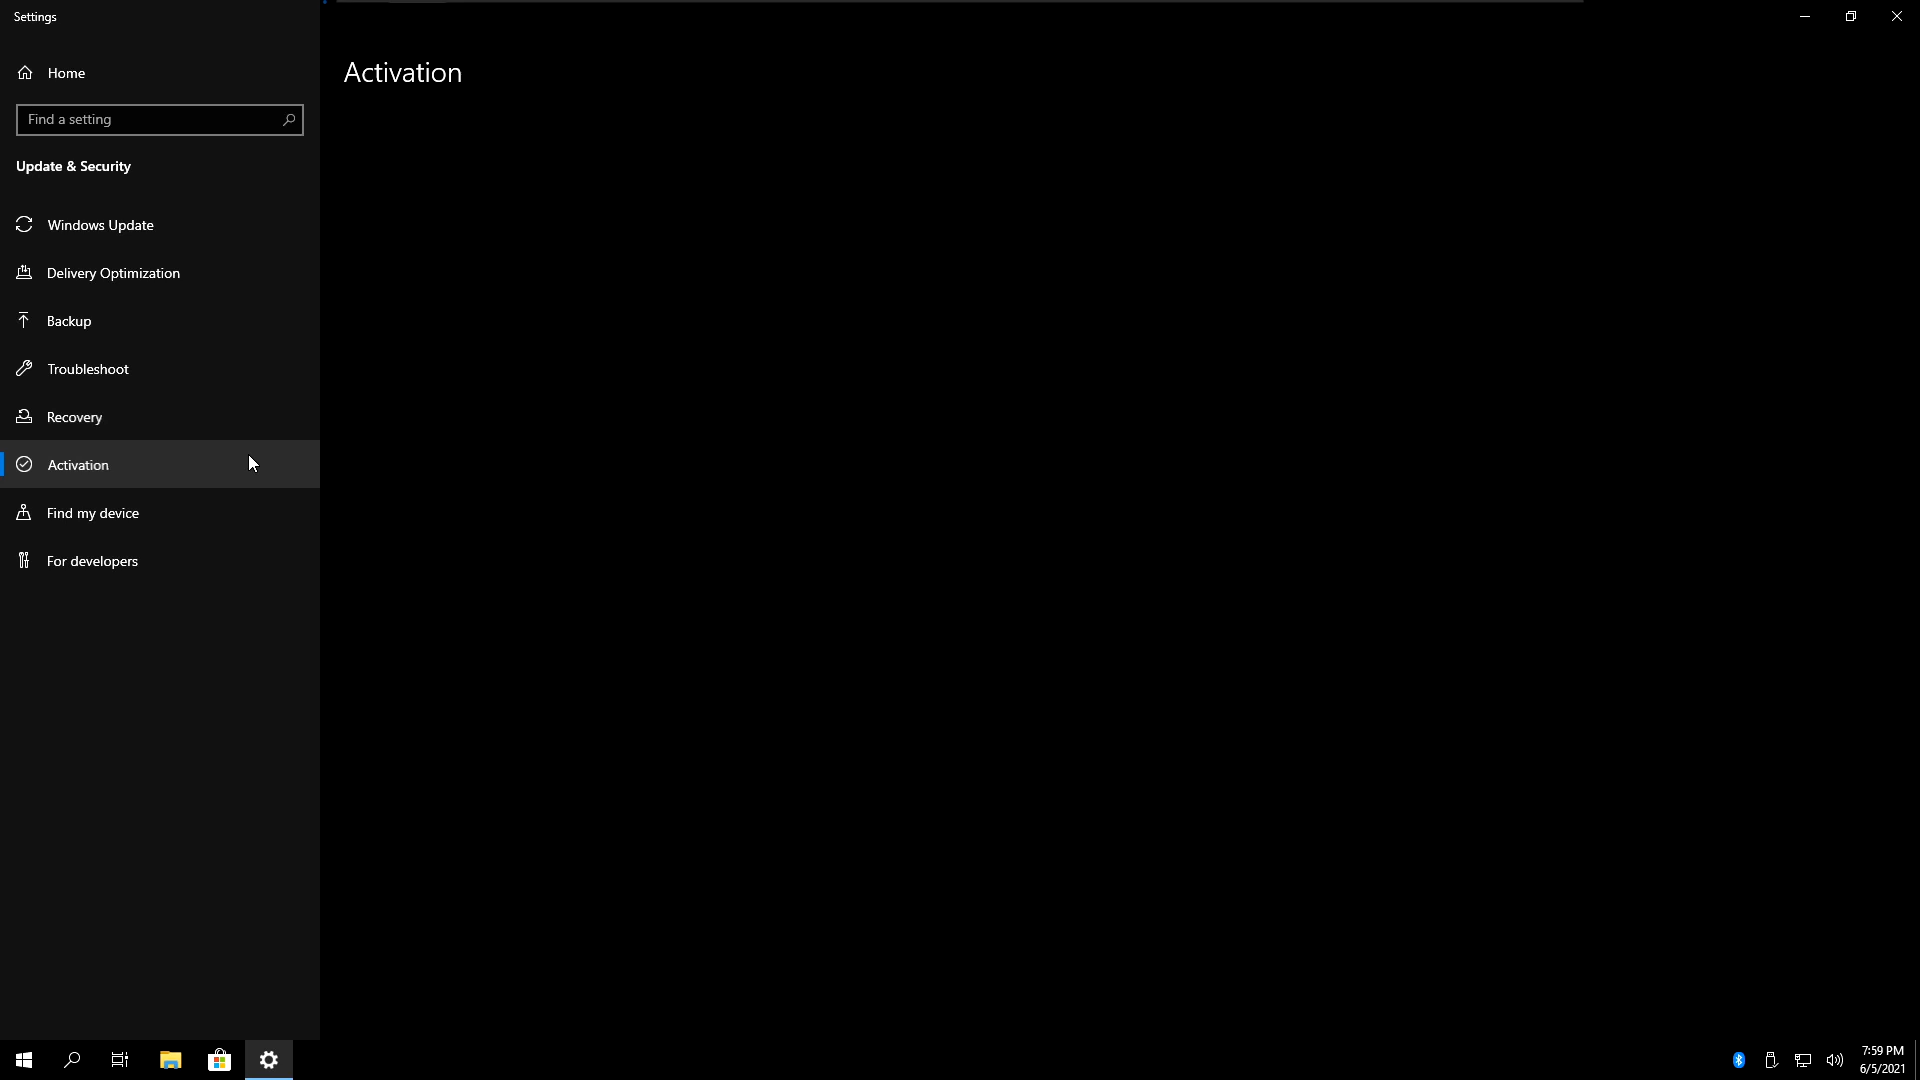 Settings
Home
Find a setting
Update & Security
Windows Update
Delivery Optimization
Backup
Troubleshoot
Recovery
Activation
Find my device
For developers
Activation
7:59 PM
6/5/2021